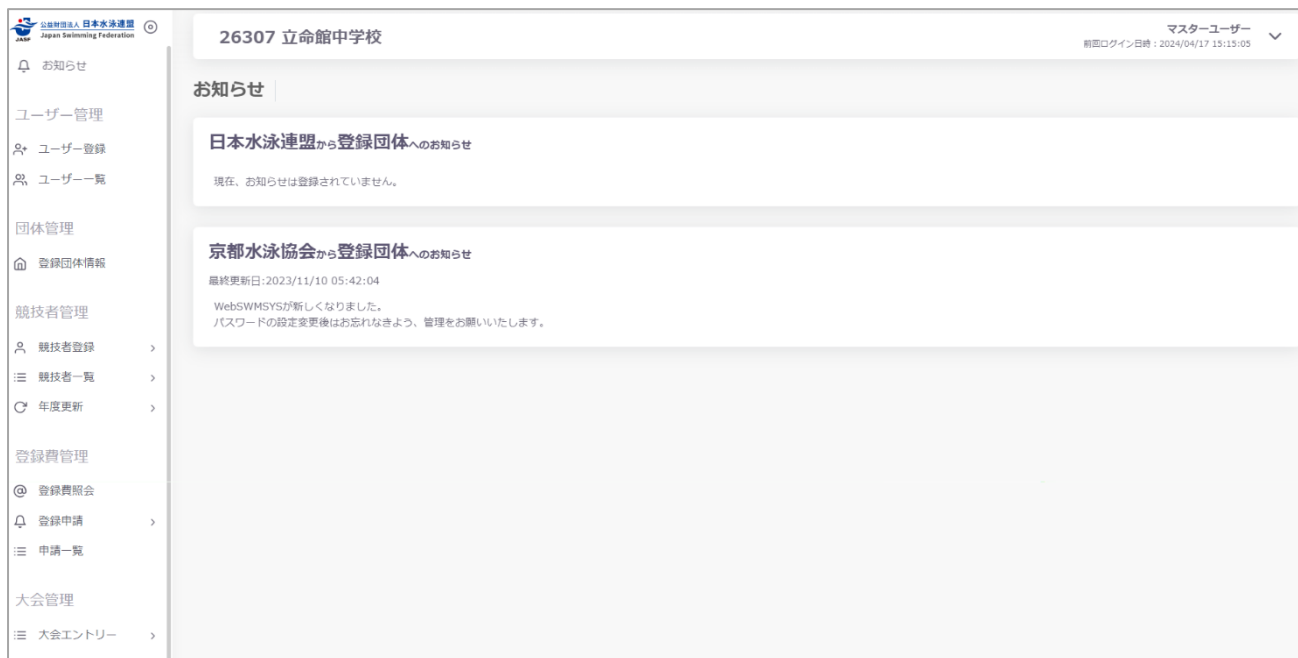 公益財団法人 日本水泳連盟
Japan Swimming Federation
JASF
お知らせ
ユーザー管理
ユーザー登録
ユーザー一覧
団体管理
登録団体情報
競技者管理
競技者登録
競技者一覧
年度更新
登録費管理
登録費照会
登録申請
申請一覧
大会管理
大会エントリー
26307 立命館中学校
マスターユーザー
前回ログイン日時：2024/04/17 15:15:05
お知らせ
日本水泳連盟から登録団体へのお知らせ
現在、お知らせは登録されていません。
京都水泳協会から登録団体へのお知らせ
最終更新日:2023/11/10 05:42:04
WebSWMSYSが新しくなりました。
パスワードの設定変更後はお忘れなきよう、管理をお願いいたします。